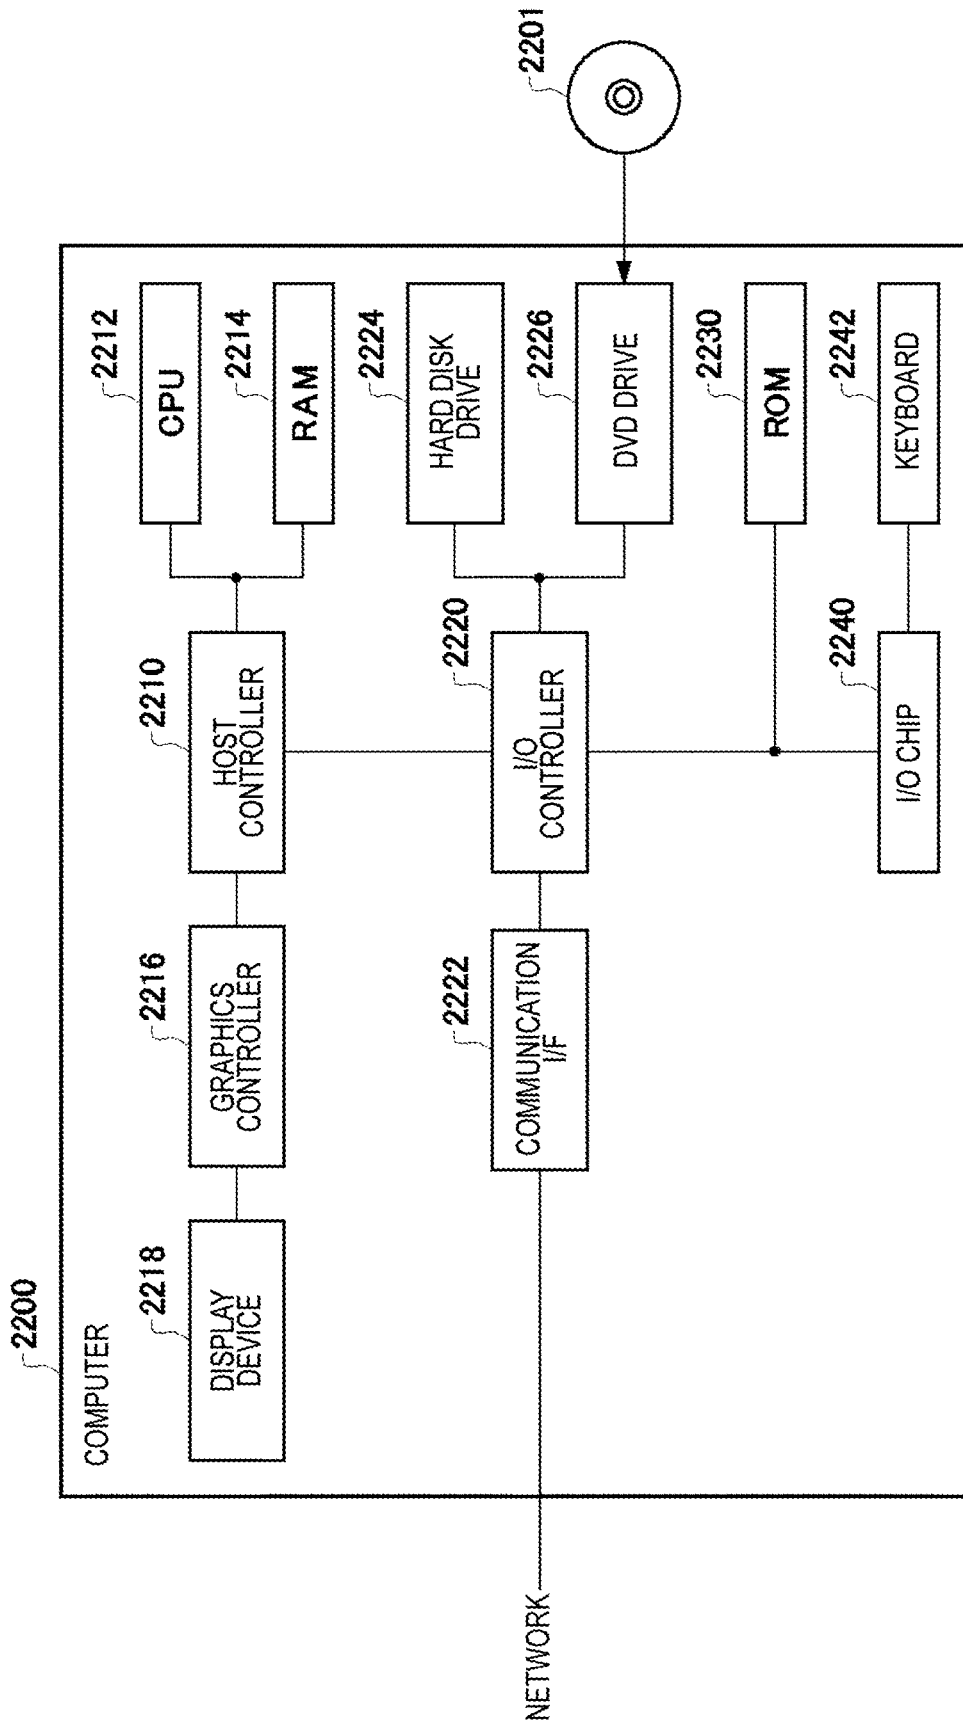 2200
COMPUTER
2218
DISPLAY
DEVICE
2216
GRAPHICS
CONTROLLER
2210
HOST
CONTROLLER
2212
CPU
2214
RAM
NETWORK
2222
COMMUNICATION
I/F
2220
I/O
CONTROLLER
2224
HARD DISK
DRIVE
2226
DVD DRIVE
2201
2230
ROM
2240
I/O CHIP
2242
KEYBOARD